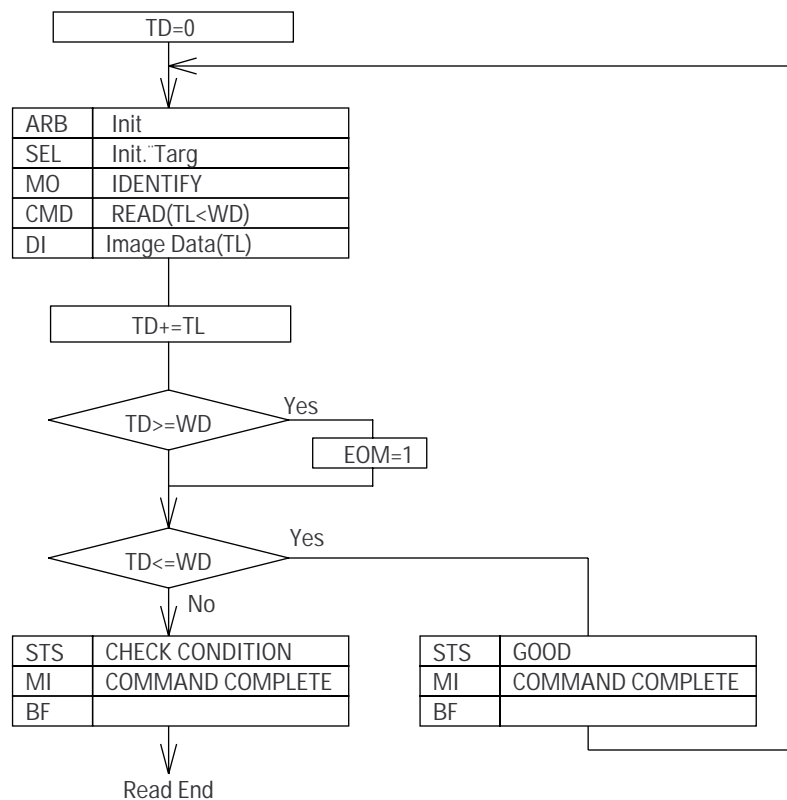 TD=0
ARB Init
SEL Init.¨Targ
MO IDENTIFY
CMD READ(TL<WD)
DI Image Data(TL)
TD+=TL
TD>=WD
Yes
EOM=1
TD<=WD
Yes
No
STS CHECK CONDITION
MI COMMAND COMPLETE
BF
STS GOOD
MI COMMAND COMPLETE
BF
Read End